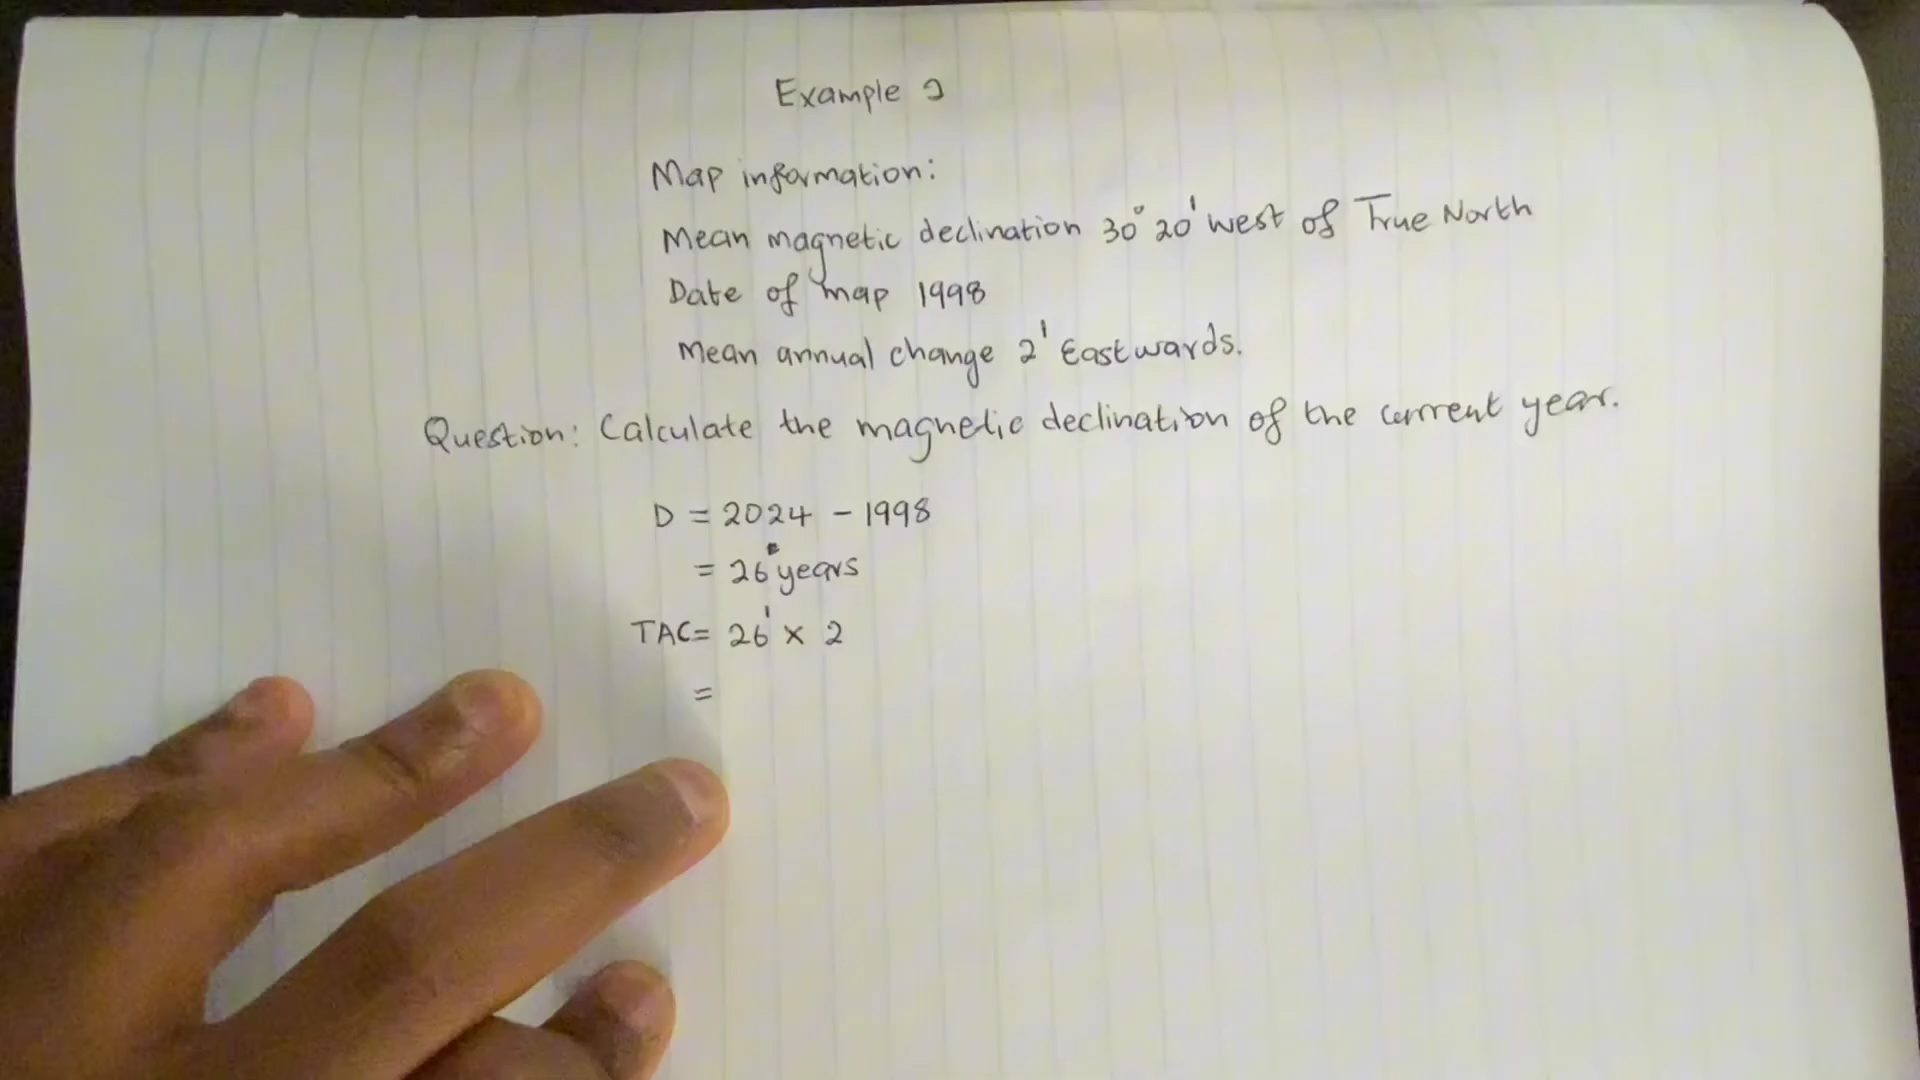 Example
Map information:
Mean magnetic declination 30° 20' west of True North
Date of map 1998
Mean annual change 2' Eastwards.
Question: Calculate the magnetic declination of the current year.
D = 2024 - 1998
= 26 years
TAC= 26' x 2
=